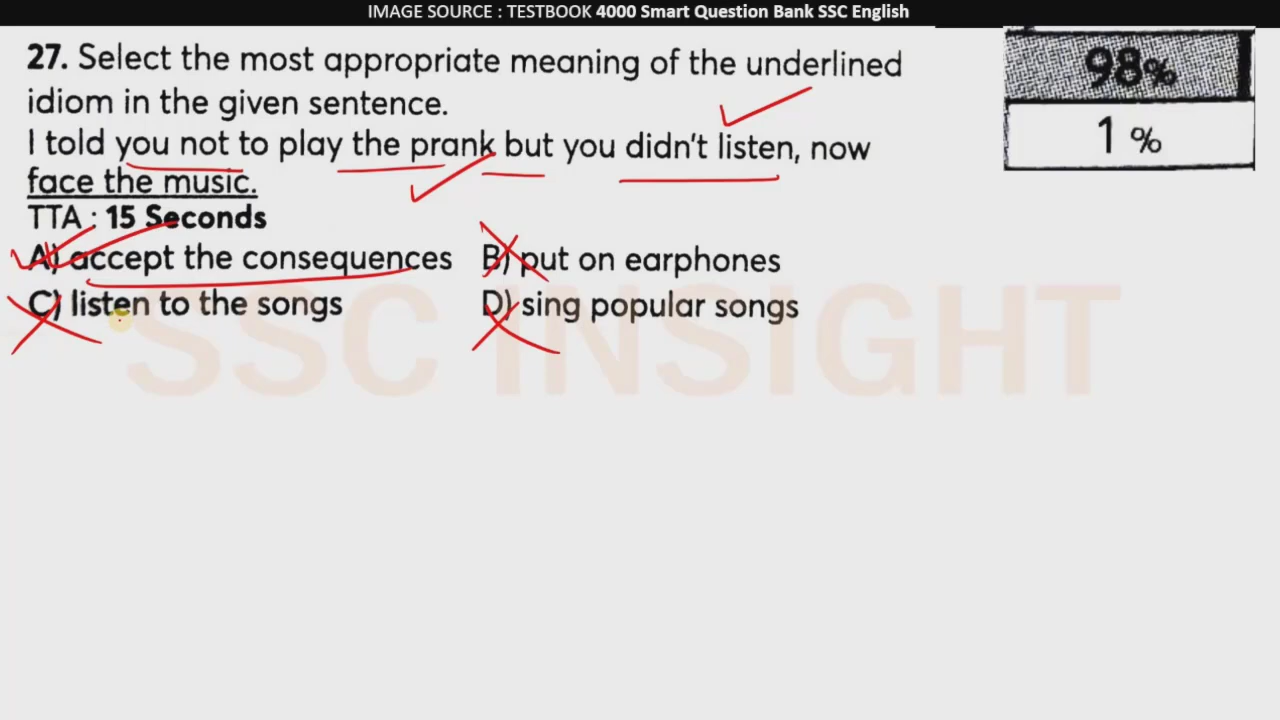 IMAGE SOURCE : TESTBOOK 4000 Smart Question Bank SSC English
98%
1 %
27. Select the most appropriate meaning of the underlined
idiom in the given sentence.
I told you not to play the prank but you didn't listen, now
face the music.
TTA : 15 Seconds
A) accept the consequences B) put on earphones
C) listen to the songs D) sing popular songs
SSC INSIGHT